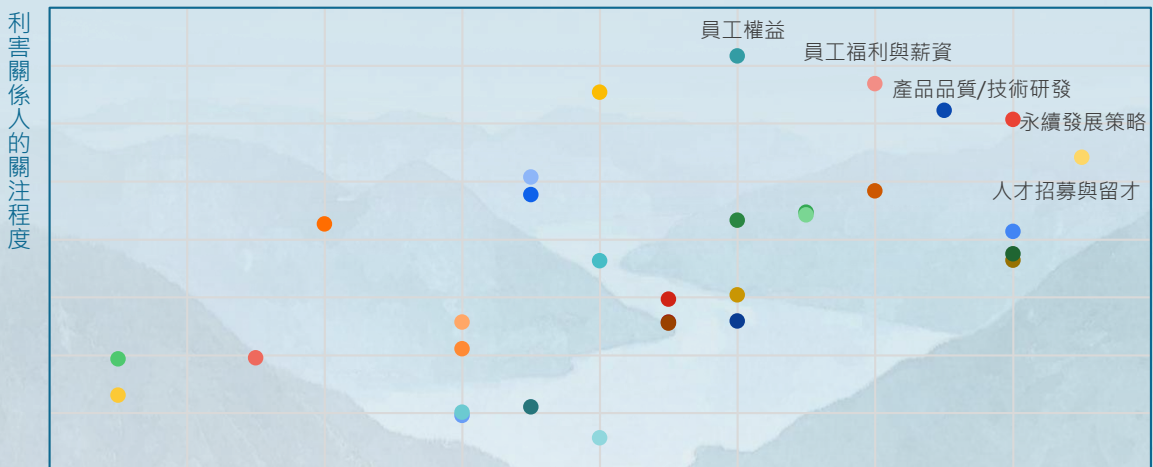 利害關係人的關注程度
員工權益
員工福利與薪資
產品品質/技術研發
永續發展策略
人才招募與留才